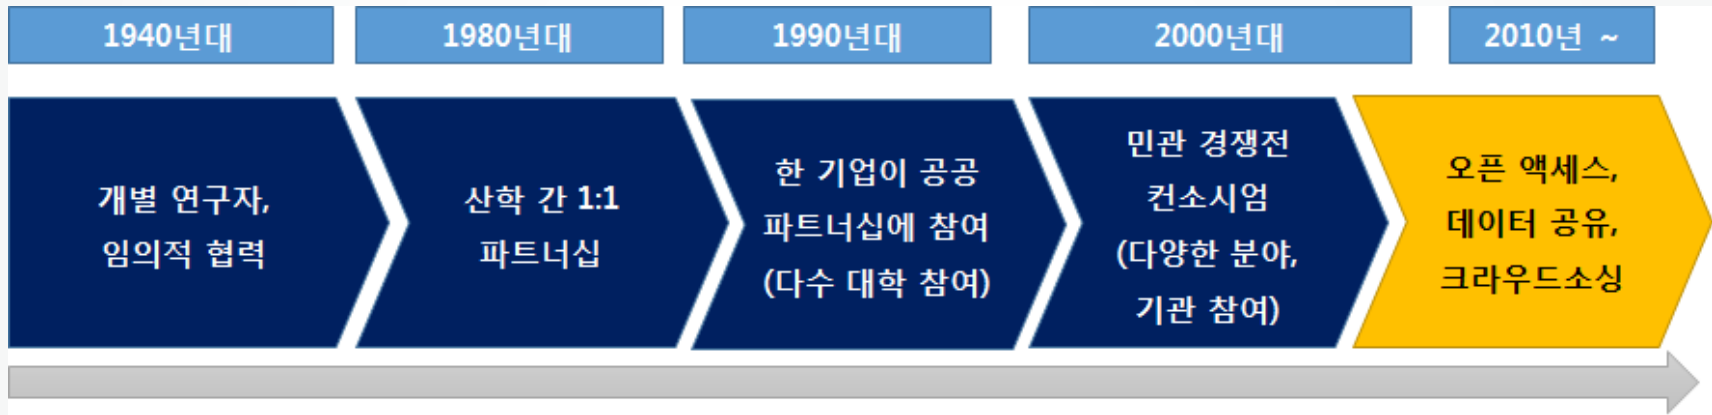 1940년대
1980년대
1990년대
2000년대
2010년 ~
개별 연구자,
임의적 협력
산학 간 1:1
파트너십
한 기업이 공공
파트너십에 참여
(다수 대학 참여)
민관 경쟁전
컨소시엄
(다양한 분야,
기관 참여)
오픈 액세스,
데이터 공유,
크라우드소싱